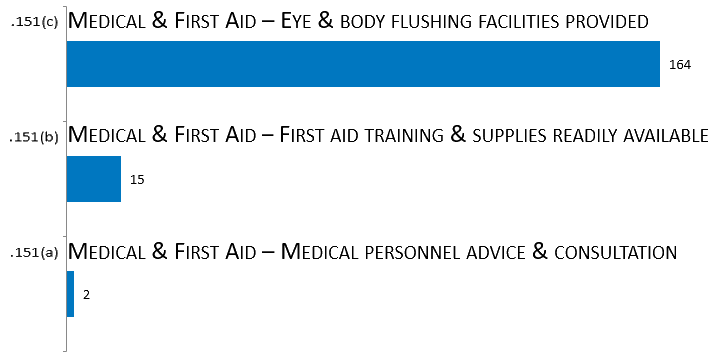 .151(c) Medical & First Aid – Eye & body flushing facilities provided
164
.151(b) Medical & First Aid – First aid training & supplies readily available
15
.151(a) Medical & First Aid – Medical personnel advice & consultation
2